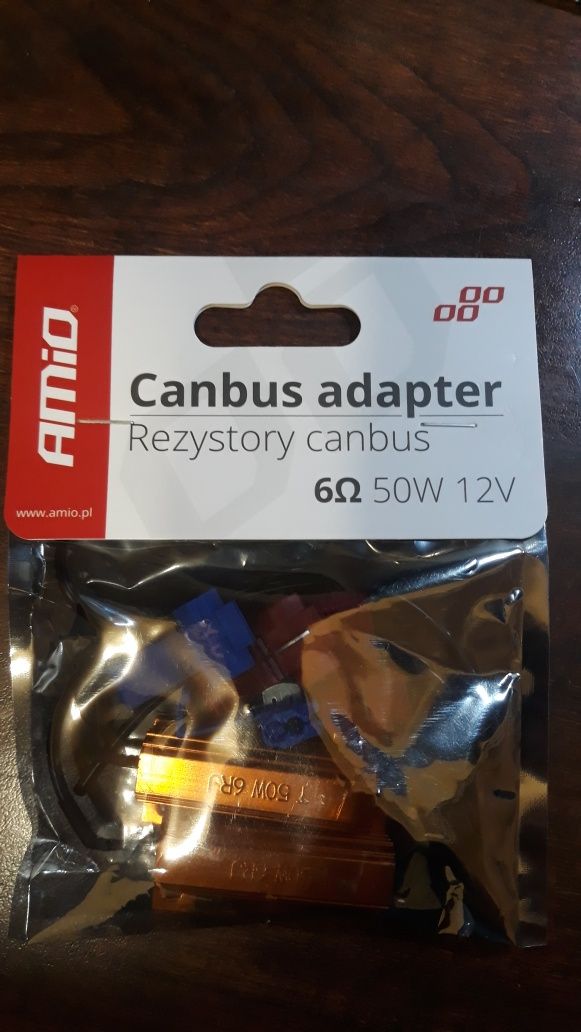 AMiO®
Canbus adapter
Rezystory canbus
6Ω 50W 12V
www.amio.pl
50W 6RJ